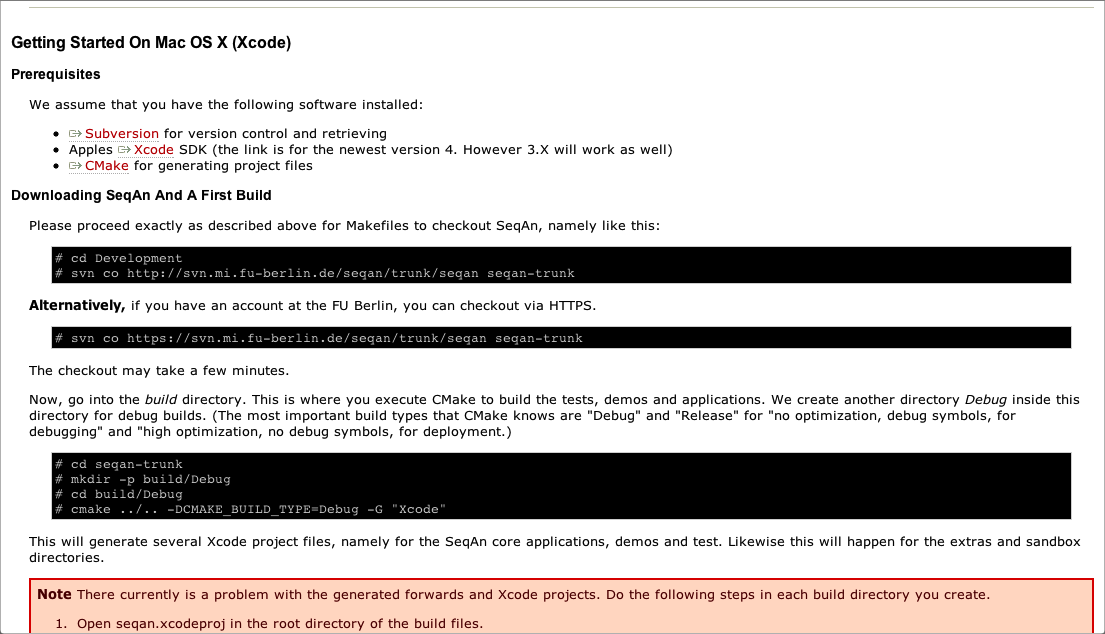 Getting Started On Mac OS X (Xcode)
Prerequisites
We assume that you have the following software installed:
• Subversion for version control and retrieving
• Apples Xcode SDK (the link is for the newest version 4. However 3.X will work as well)
• CMake for generating project files
Downloading SeqAn And A First Build
Please proceed exactly as described above for Makefiles to checkout SeqAn, namely like this:
# cd Development
# svn co http://svn.mi.fu-berlin.de/seqan/trunk/seqan seqan-trunk
Alternatively, if you have an account at the FU Berlin, you can checkout via HTTPS.
# svn co https://svn.mi.fu-berlin.de/seqan/trunk/seqan seqan-trunk
The checkout may take a few minutes.
Now, go into the build directory. This is where you execute CMake to build the tests, demos and applications. We create another directory Debug inside this
directory for debug builds. (The most important build types that CMake knows are "Debug" and "Release" for "no optimization, debug symbols, for
debugging" and "high optimization, no debug symbols, for deployment.)
# cd seqan-trunk
# mkdir -p build/Debug
# cd build/Debug
# cmake ../.. -DCMAKE_BUILD_TYPE=Debug -G "Xcode"
This will generate several Xcode project files, namely for the SeqAn core applications, demos and test. Likewise this will happen for the extras and sandbox
directories.
Note There currently is a problem with the generated forwards and Xcode projects. Do the following steps in each build directory you create.
1. Open seqan.xcodeproj in the root directory of the build files.